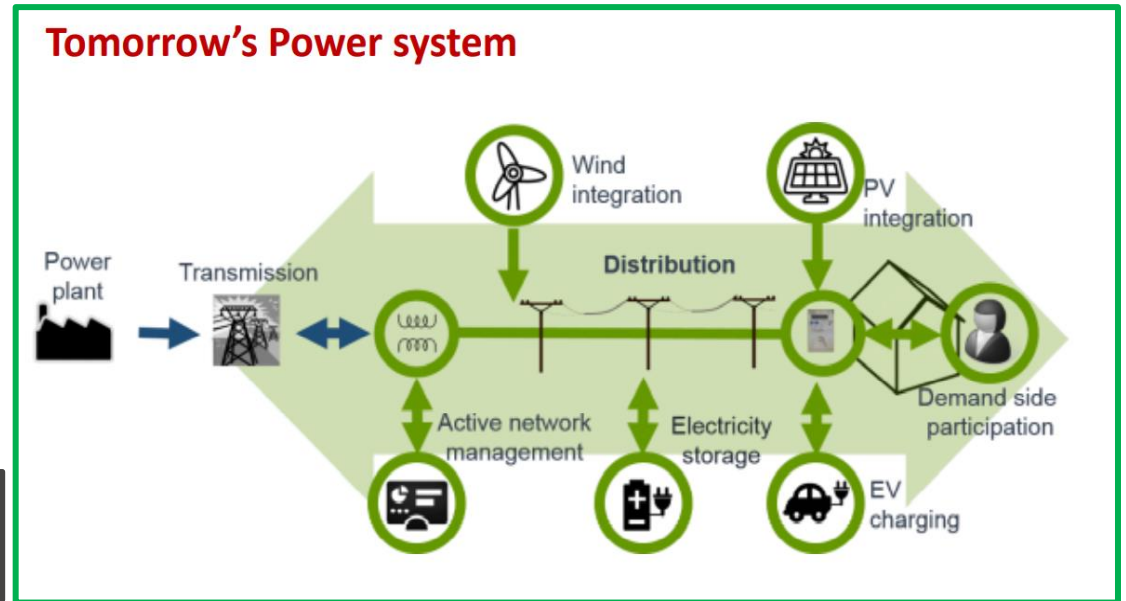 Tomorrow's Power system
Wind
integration
PV
integration
Power
plant
Transmission
Distribution
Active network
management
Electricity
storage
Demand side
participation
EV
charging